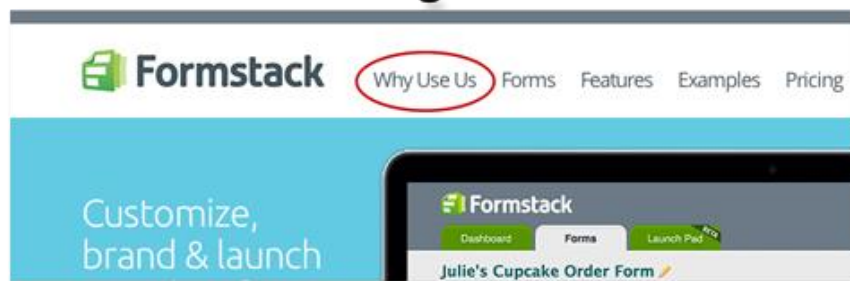 Formstack
Why Use Us Forms Features Examples Pricing
Customize,
brand & launch
Formstack
Dashboard Forms Launch Pad BETA
Julie's Cupcake Order Form